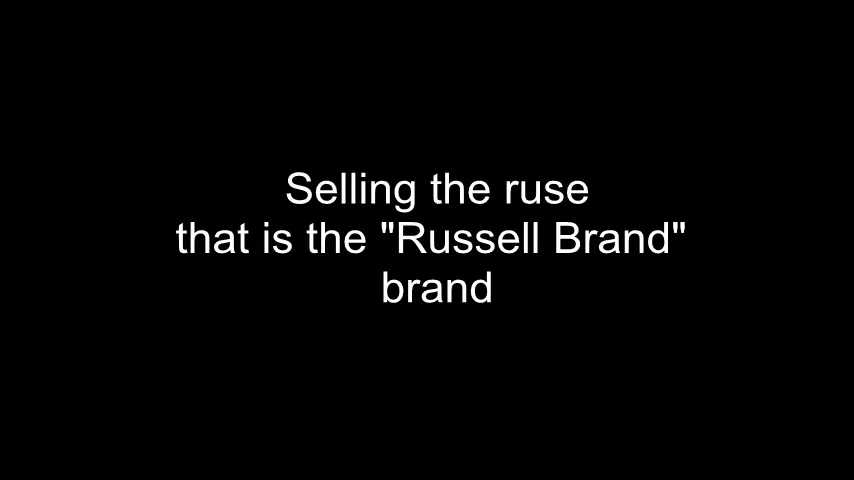 Selling the ruse
that is the "Russell Brand"
brand